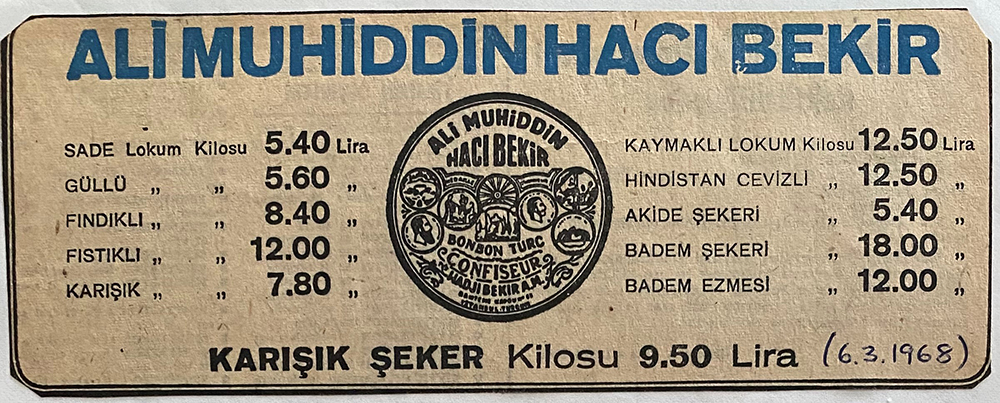 ALİ MUHİDDİN HACI BEKİR
SADE Lokum Kilosu 5.40 Lira
GÜLLÜ „ „ 5.60 „
FINDIKLI „ „ 8.40 „
FISTIKLI „ „ 12.00 „
KARIŞIK „ „ 7.80 „
ALİ MUHİDDİN
HACI BEKİR
BONBON TURC
CONFISEUR
HADJI BEKIR A.M.
KAYMAKLI LOKUM Kilosu 12.50 Lira
HİNDİSTAN CEVİZLİ „ 12.50 „
AKİDE ŞEKERİ „ 5.40 „
BADEM ŞEKERİ „ 18.00 „
BADEM EZMESİ „ 12.00 „
KARIŞIK ŞEKER Kilosu 9.50 Lira (6.3.1968)